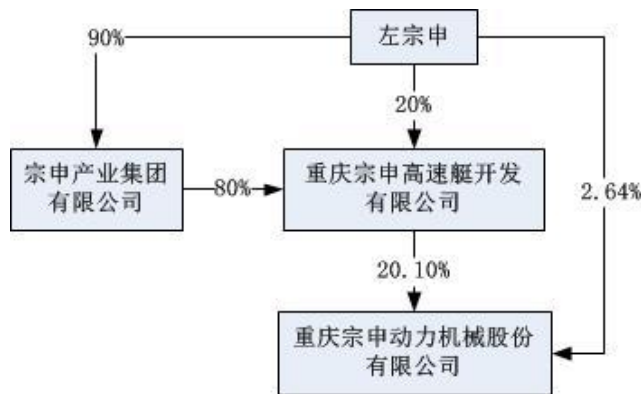 90%
左宗申
20%
宗申产业集团
有限公司
80%
重庆宗申高速艇开发
有限公司
2.64%
20.10%
重庆宗申动力机械股份
有限公司